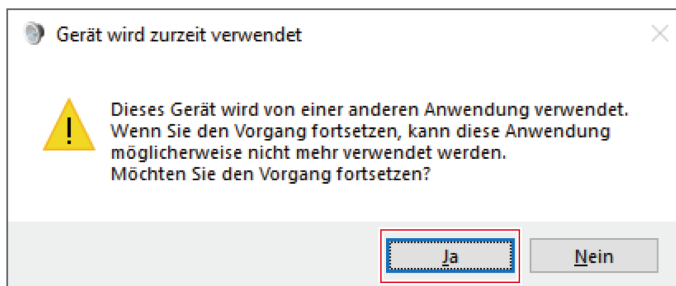 Gerät wird zurzeit verwendet
Dieses Gerät wird von einer anderen Anwendung verwendet.
Wenn Sie den Vorgang fortsetzen, kann diese Anwendung
möglicherweise nicht mehr verwendet werden.
Möchten Sie den Vorgang fortsetzen?
Ja
Nein